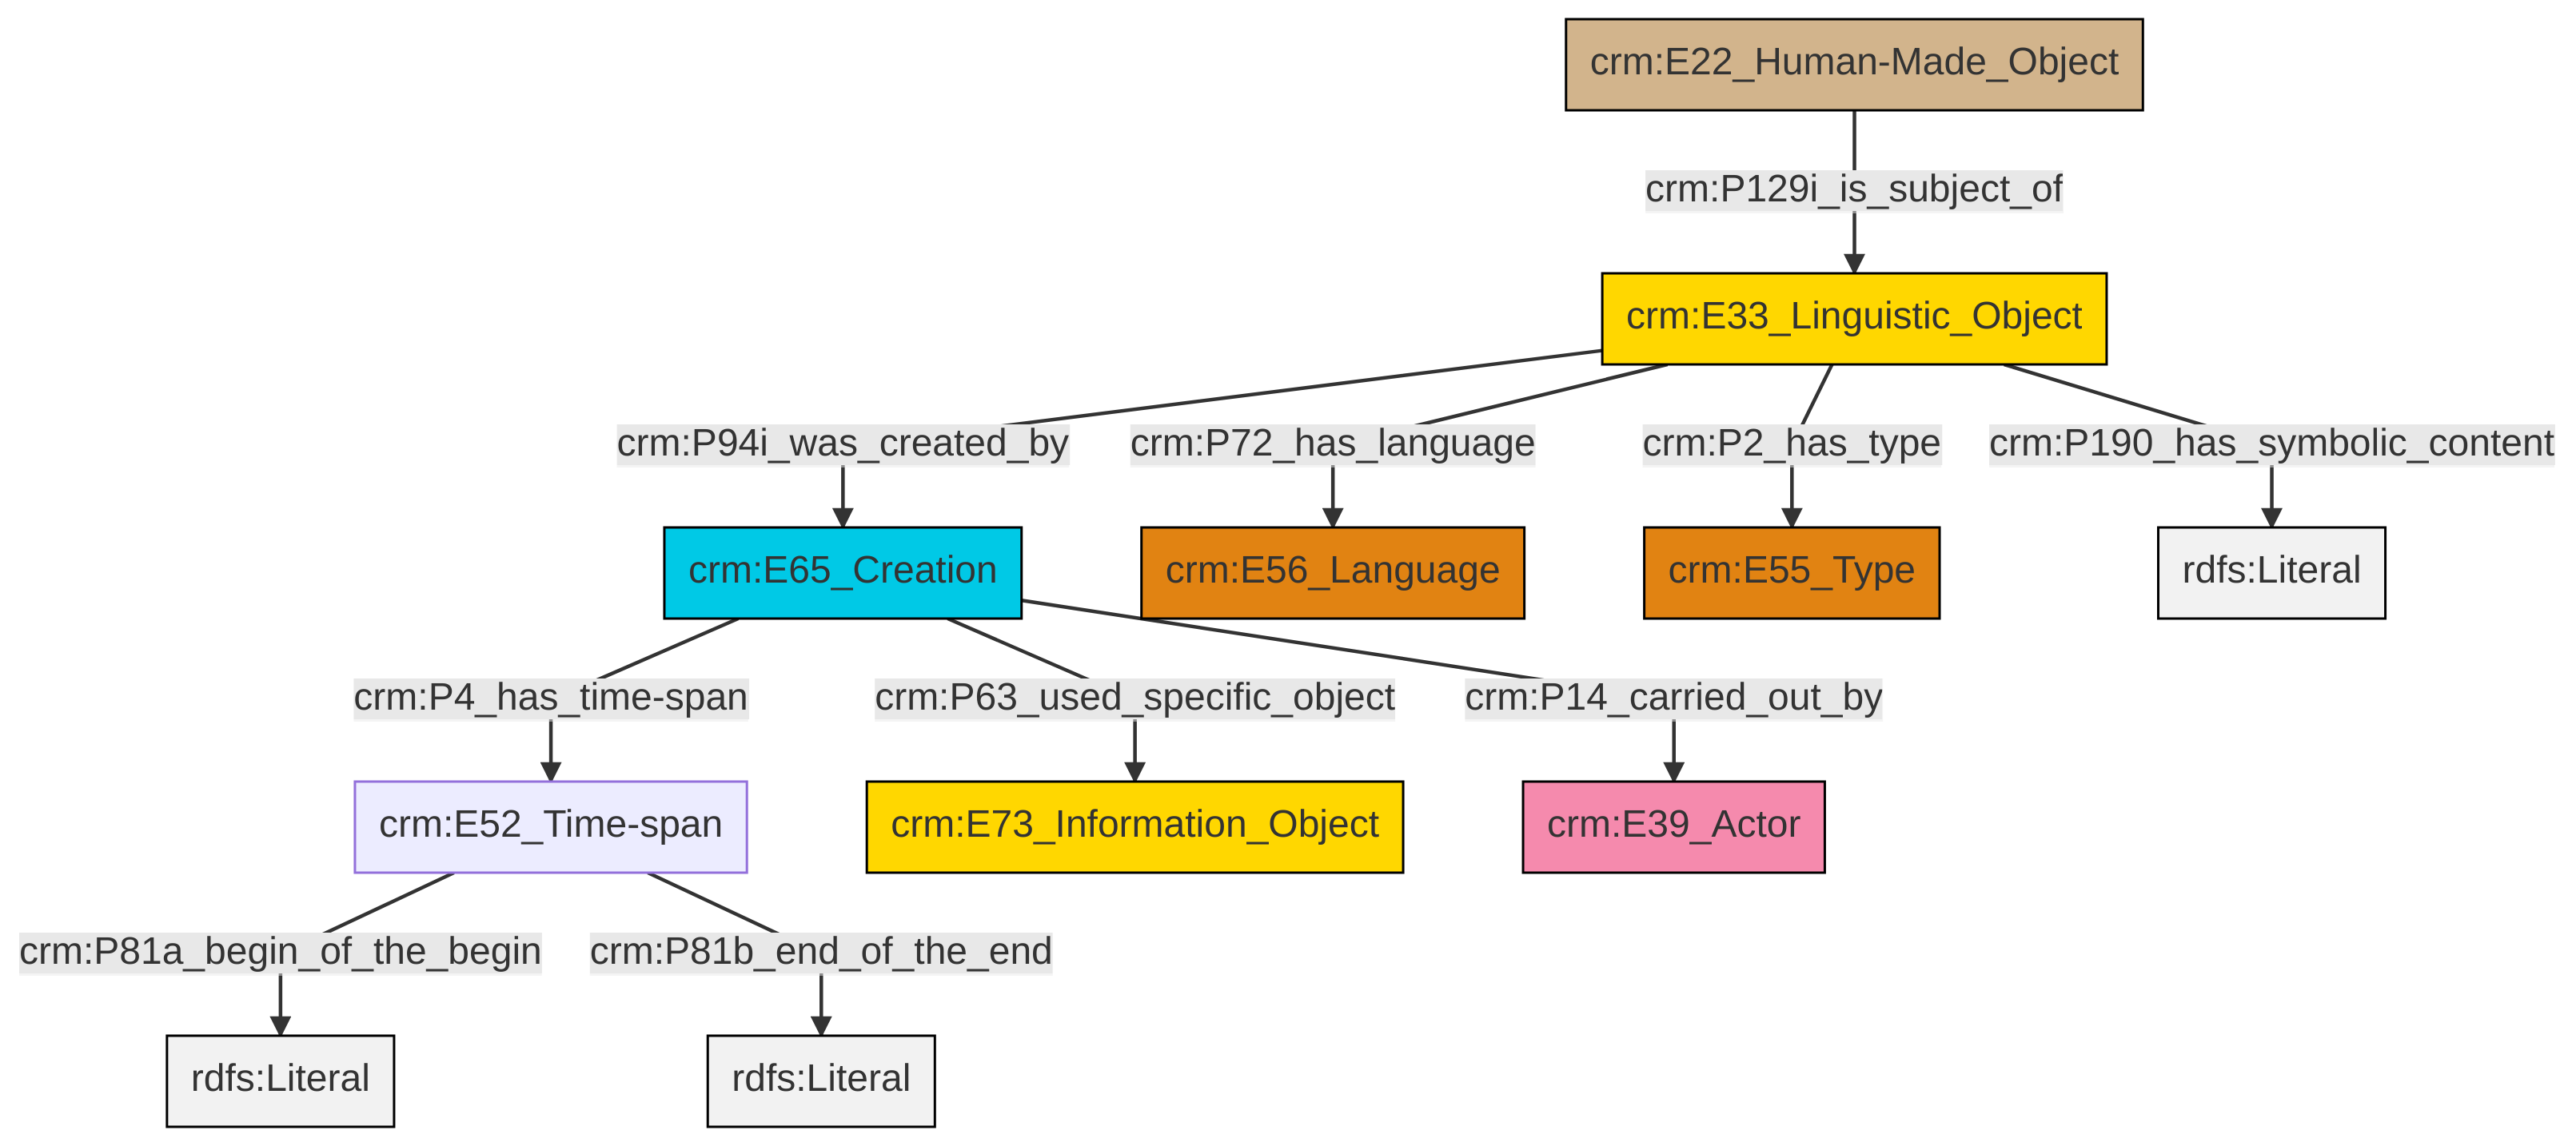 crm:E22_Human-Made_Object
crm:P129i_is_subject_of
crm:E33_Linguistic_Object
crm:P94i_was_created_by
crm:P72_has_language
crm:P2_has_type
crm:P190_has_symbolic_content
crm:E65_Creation
crm:E56_Language
crm:E55_Type
rdfs:Literal
crm:P4_has_time-span
crm:P63_used_specific_object
crm:P14_carried_out_by
crm:E52_Time-span
crm:E73_Information_Object
crm:E39_Actor
crm:P81a_begin_of_the_begin
crm:P81b_end_of_the_end
rdfs:Literal
rdfs:Literal